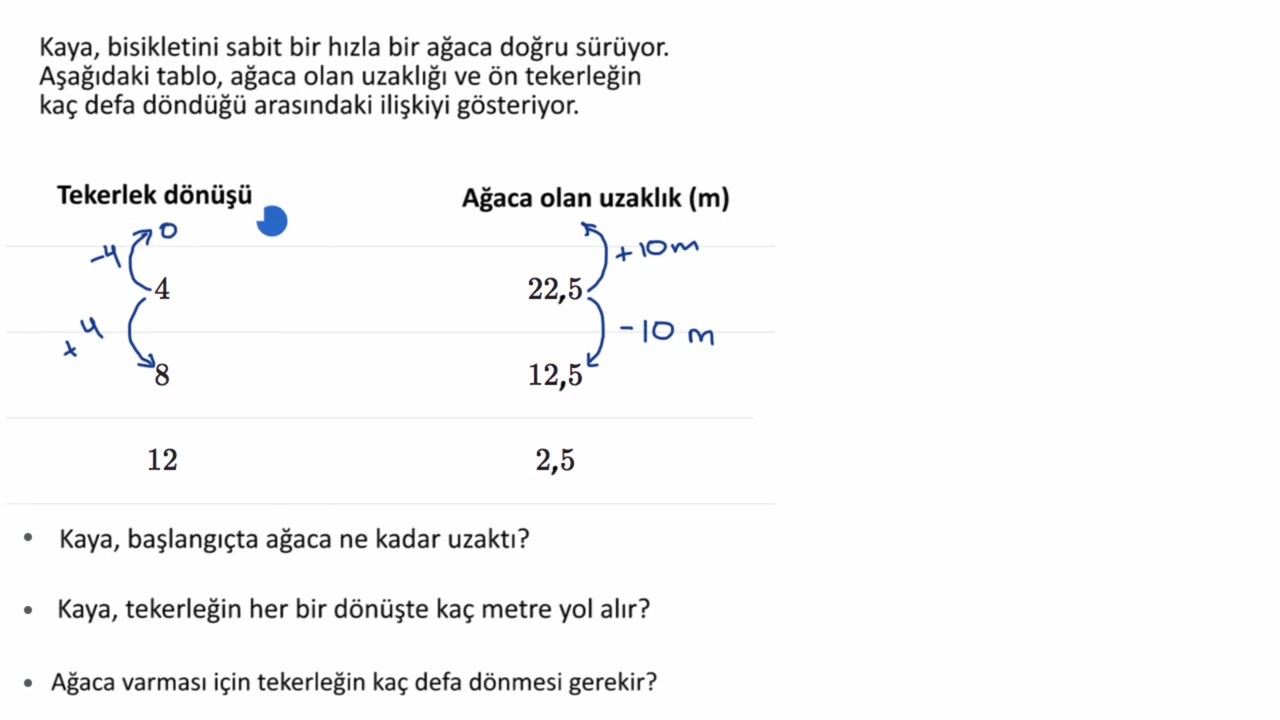 Kaya, bisikletini sabit bir hızla bir ağaca doğru sürüyor.
Aşağıdaki tablo, ağaca olan uzaklığı ve ön tekerleğin
kaç defa döndüğü arasındaki ilişkiyi gösteriyor.
Tekerlek dönüşü Ağaca olan uzaklık (m)
0
-4 +10m
4 22,5
+4 -10 m
8 12,5
12 2,5
• Kaya, başlangıçta ağaca ne kadar uzaktı?
• Kaya, tekerleğin her bir dönüşte kaç metre yol alır?
• Ağaca varması için tekerleğin kaç defa dönmesi gerekir?